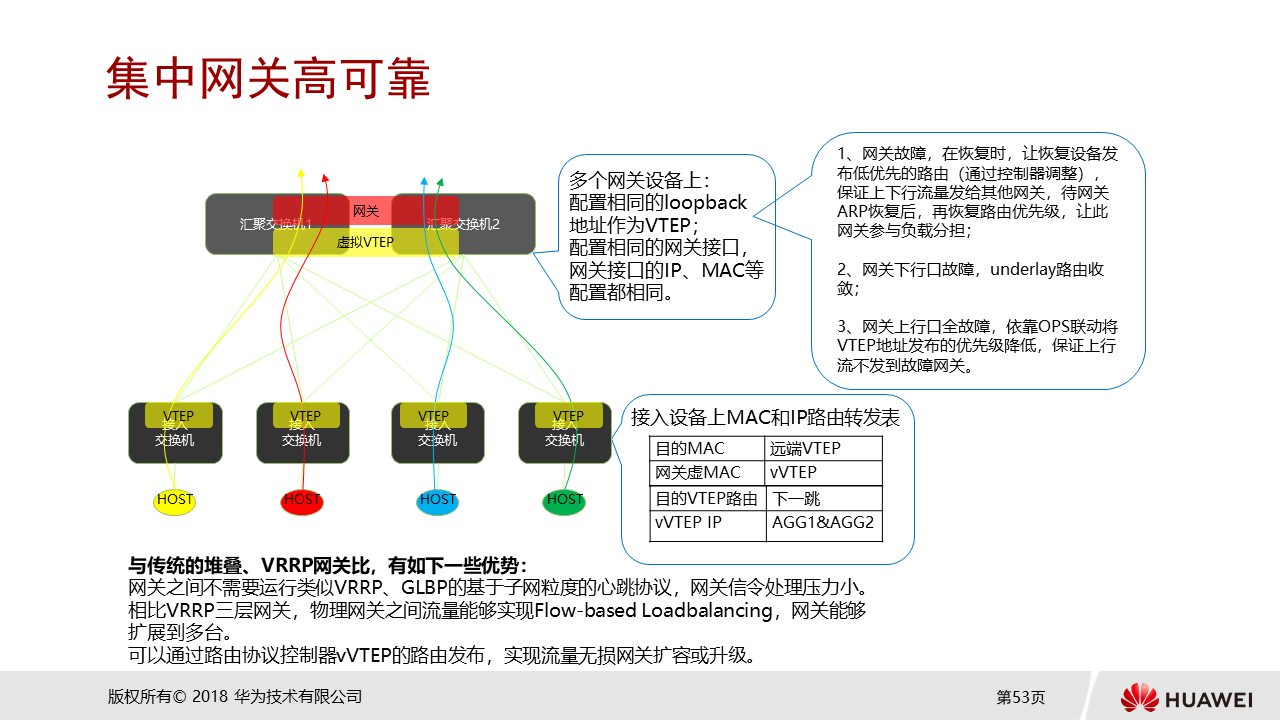 集中网关高可靠
汇聚交换机1
网关
汇聚交换机2
虚拟VTEP
多个网关设备上：
配置相同的loopback
地址作为VTEP；
配置相同的网关接口，
网关接口的IP、MAC等
配置都相同。
1、网关故障，在恢复时，让恢复设备发
布低优先的路由（通过控制器调整），
保证上下行流量发给其他网关，待网关
ARP恢复后，再恢复路由优先级，让此
网关参与负载分担；
2、网关下行口故障，underlay路由收
敛；
3、网关上行口全故障，依靠OPS联动将
VTEP地址发布的优先级降低，保证上行
流不发到故障网关。
VTEP
接入
交换机
VTEP
接入
交换机
VTEP
接入
交换机
VTEP
接入
交换机
HOST
HOST
HOST
HOST
接入设备上MAC和IP路由转发表
目的MAC 远端VTEP
网关虚MAC vVTEP
目的VTEP路由 下一跳
vVTEP IP AGG1&AGG2
与传统的堆叠、VRRP网关比，有如下一些优势：
网关之间不需要运行类似VRRP、GLBP的基于子网粒度的心跳协议，网关信令处理压力小。
相比VRRP三层网关，物理网关之间流量能够实现Flow-based Loadbalancing，网关能够
扩展到多台。
可以通过路由协议控制器vVTEP的路由发布，实现流量无损网关扩容或升级。
版权所有© 2018 华为技术有限公司
第53页
HUAWEI